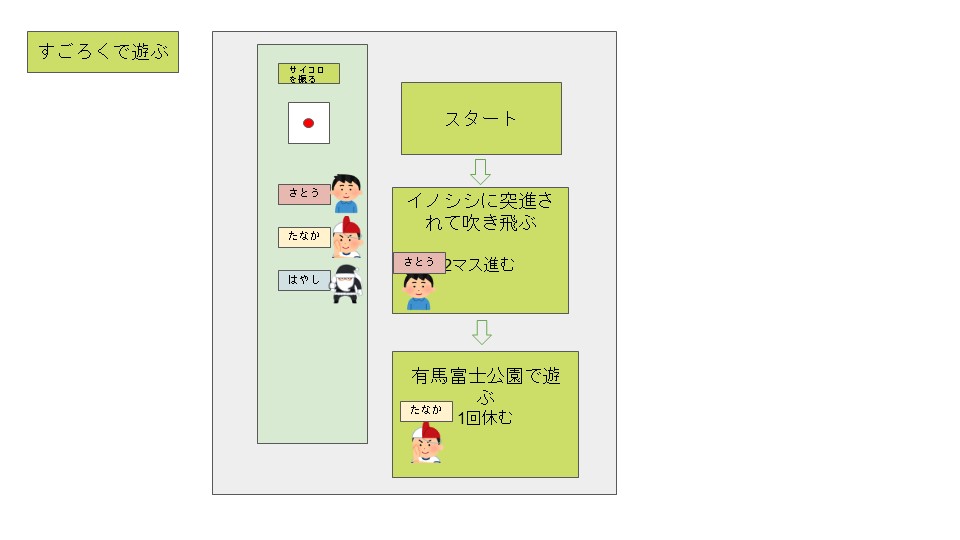 すごろくで遊ぶ
サイコロ
を振る
さとう
たなか
はやし
スタート
イノシシに突進さ
れて吹き飛ぶ
2マス進む
さとう
有馬富士公園で遊
ぶ
1回休む
たなか